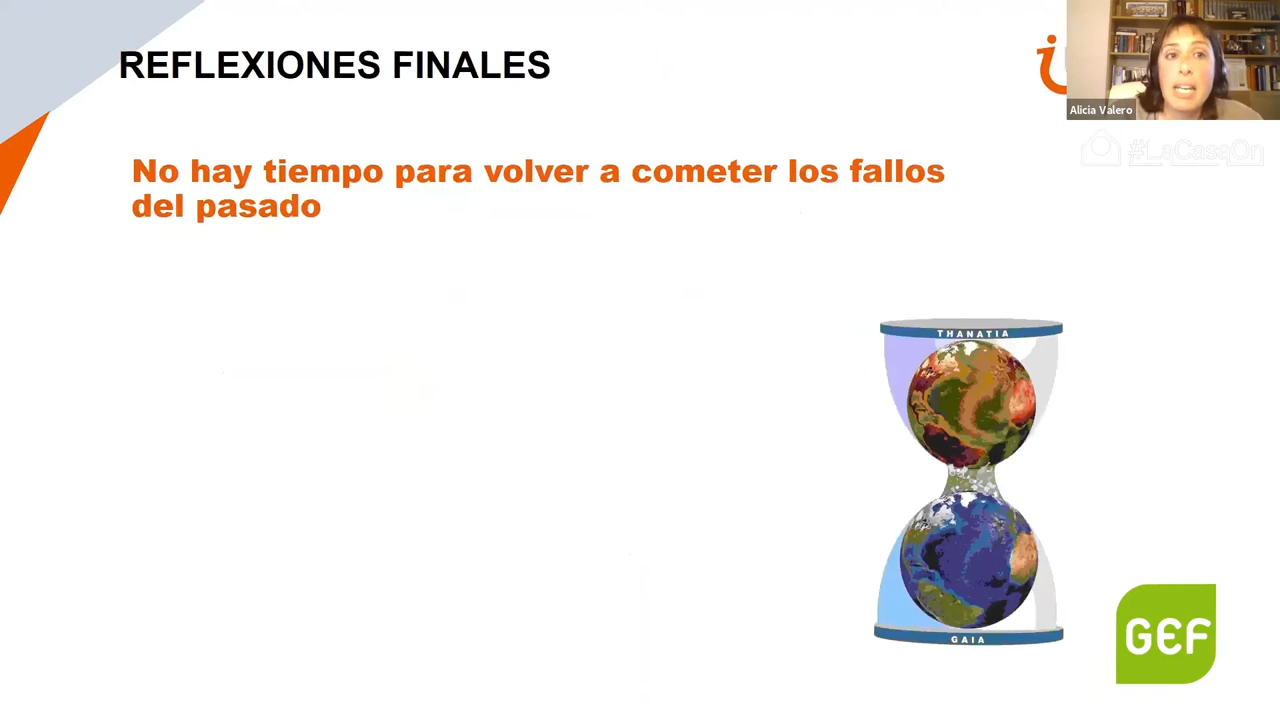 REFLEXIONES FINALES
Alicia Valero
#LaCasaOn
No hay tiempo para volver a cometer los fallos
del pasado
THANATIA
GAIA
GEF